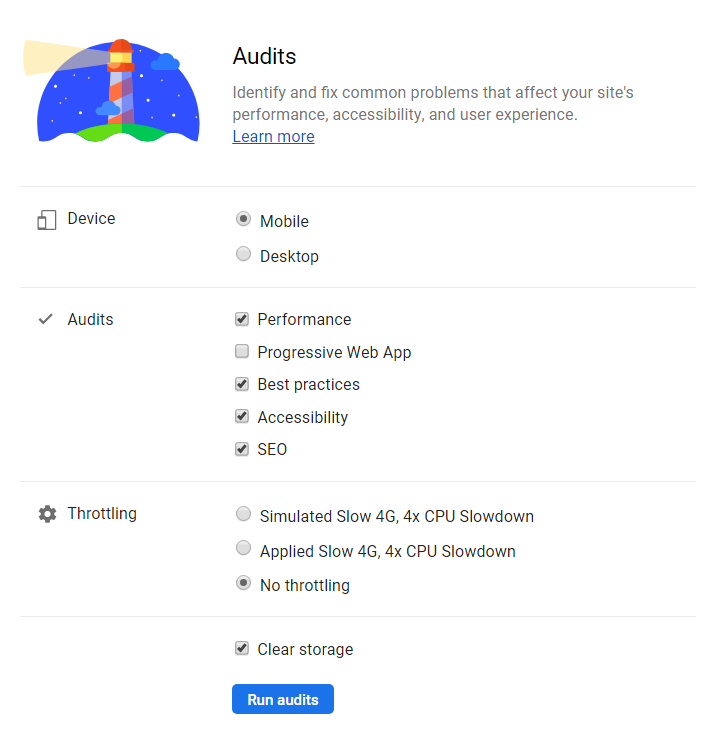 Audits
Identify and fix common problems that affect your site's
performance, accessibility, and user experience.
Learn more
Device
Mobile
Desktop
Audits
Performance
Progressive Web App
Best practices
Accessibility
SEO
Throttling
Simulated Slow 4G, 4x CPU Slowdown
Applied Slow 4G, 4x CPU Slowdown
No throttling
Clear storage
Run audits